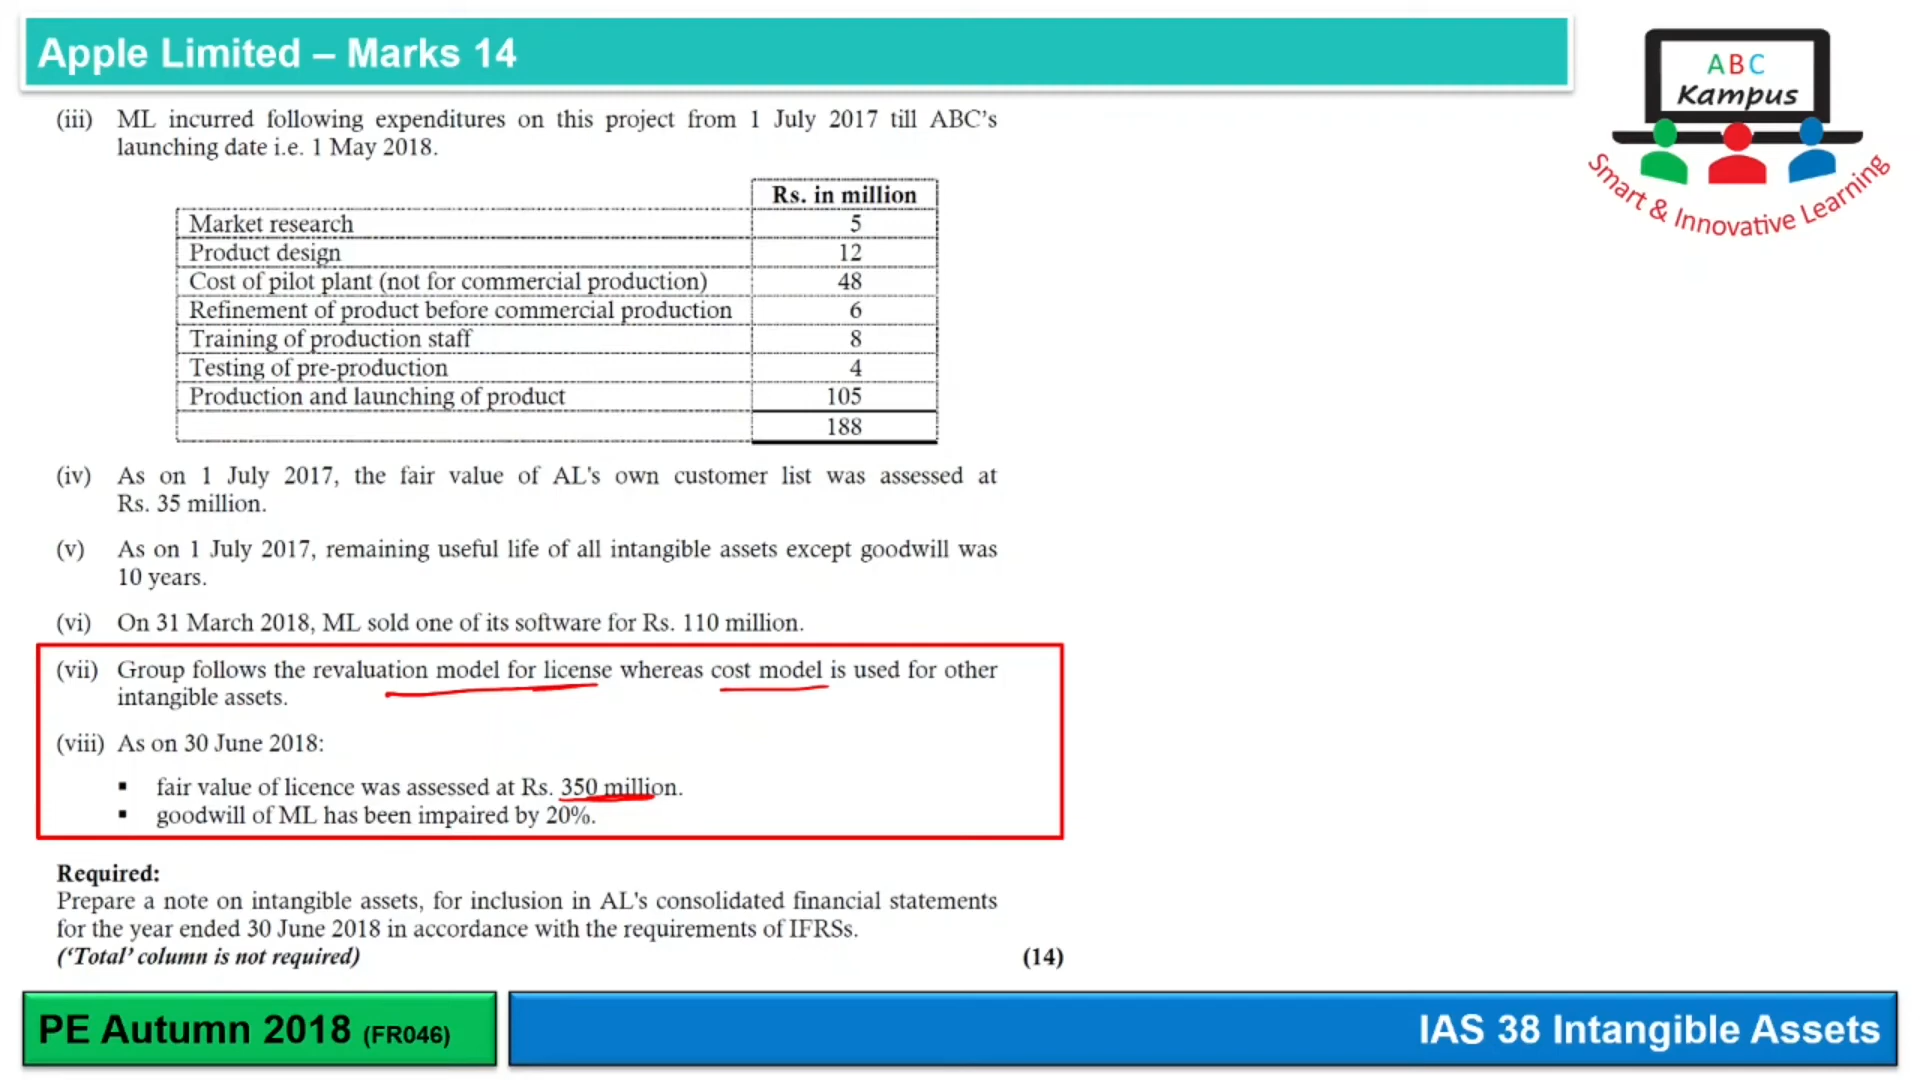 Apple Limited – Marks 14
ABC
Kampus
Smart & Innovative Learning
(iii) ML incurred following expenditures on this project from 1 July 2017 till ABC's
launching date i.e. 1 May 2018.
Rs. in million
Market research 5
Product design 12
Cost of pilot plant (not for commercial production) 48
Refinement of product before commercial production 6
Training of production staff 8
Testing of pre-production 4
Production and launching of product 105
188
(iv) As on 1 July 2017, the fair value of AL's own customer list was assessed at
Rs. 35 million.
(v) As on 1 July 2017, remaining useful life of all intangible assets except goodwill was
10 years.
(vi) On 31 March 2018, ML sold one of its software for Rs. 110 million.
(vii) Group follows the revaluation model for license whereas cost model is used for other
intangible assets.
(viii) As on 30 June 2018:
▪ fair value of licence was assessed at Rs. 350 million.
▪ goodwill of ML has been impaired by 20%.
Required:
Prepare a note on intangible assets, for inclusion in AL's consolidated financial statements
for the year ended 30 June 2018 in accordance with the requirements of IFRSs.
('Total' column is not required) (14)
PE Autumn 2018 (FR046)
IAS 38 Intangible Assets